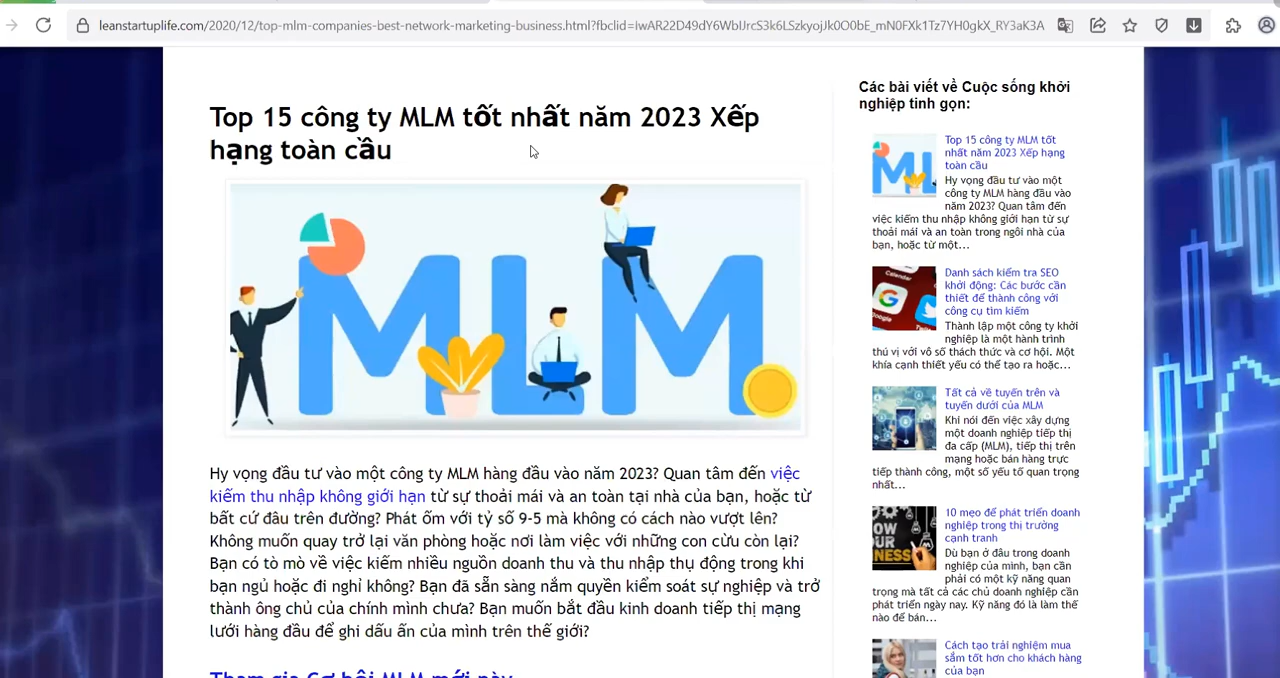 leanstartuplife.com/2020/12/top-mlm-companies-best-network-marketing-business.html?fbclid=IwAR22D49dY6WbIJrcS3k6LSzkyojJk0O0bE_mN0FXk1Tz7YH0gkX_RY3aK3A
Top 15 công ty MLM tốt nhất năm 2023 Xếp
hạng toàn cầu
MLM
Hy vọng đầu tư vào một công ty MLM hàng đầu vào năm 2023? Quan tâm đến việc
kiếm thu nhập không giới hạn từ sự thoải mái và an toàn tại nhà của bạn, hoặc từ
bất cứ đâu trên đường? Phát ốm với tỷ số 9-5 mà không có cách nào vượt lên?
Không muốn quay trở lại văn phòng hoặc nơi làm việc với những con cừu còn lại?
Bạn có tò mò về việc kiếm nhiều nguồn doanh thu và thu nhập thụ động trong khi
bạn ngủ hoặc đi nghỉ không? Bạn đã sẵn sàng nắm quyền kiểm soát sự nghiệp và trở
thành ông chủ của chính mình chưa? Bạn muốn bắt đầu kinh doanh tiếp thị mạng
lưới hàng đầu để ghi dấu ấn của mình trên thế giới?
Tham gia Cơ hội MLM mới này
Các bài viết về Cuộc sống khởi
nghiệp tinh gọn:
Top 15 công ty MLM tốt
nhất năm 2023 Xếp hạng
toàn cầu
Hy vọng đầu tư vào một
công ty MLM hàng đầu vào
năm 2023? Quan tâm đến
việc kiếm thu nhập không giới hạn từ sự
thoải mái và an toàn trong ngôi nhà của
bạn, hoặc từ một...
Danh sách kiểm tra SEO
khởi động: Các bước cần
thiết để thành công với
công cụ tìm kiếm
Thành lập một công ty khởi
nghiệp là một hành trình
thú vị với vô số thách thức và cơ hội. Một
khía cạnh thiết yếu có thể tạo ra hoặc...
Tất cả về tuyến trên và
tuyến dưới của MLM
Khi nói đến việc xây dựng
một doanh nghiệp tiếp thị
đa cấp (MLM), tiếp thị trên
mạng hoặc bán hàng trực
tiếp thành công, một số yếu tố quan trọng
nhất...
10 mẹo để phát triển doanh
nghiệp trong thị trường
cạnh tranh
Dù bạn ở đâu trong doanh
nghiệp của mình, bạn cần
phải có một kỹ năng quan
trọng mà tất cả các chủ doanh nghiệp cần
phát triển ngày nay. Kỹ năng đó là làm thế
nào để bán...
Cách tạo trải nghiệm mua
sắm tốt hơn cho khách hàng
của bạn